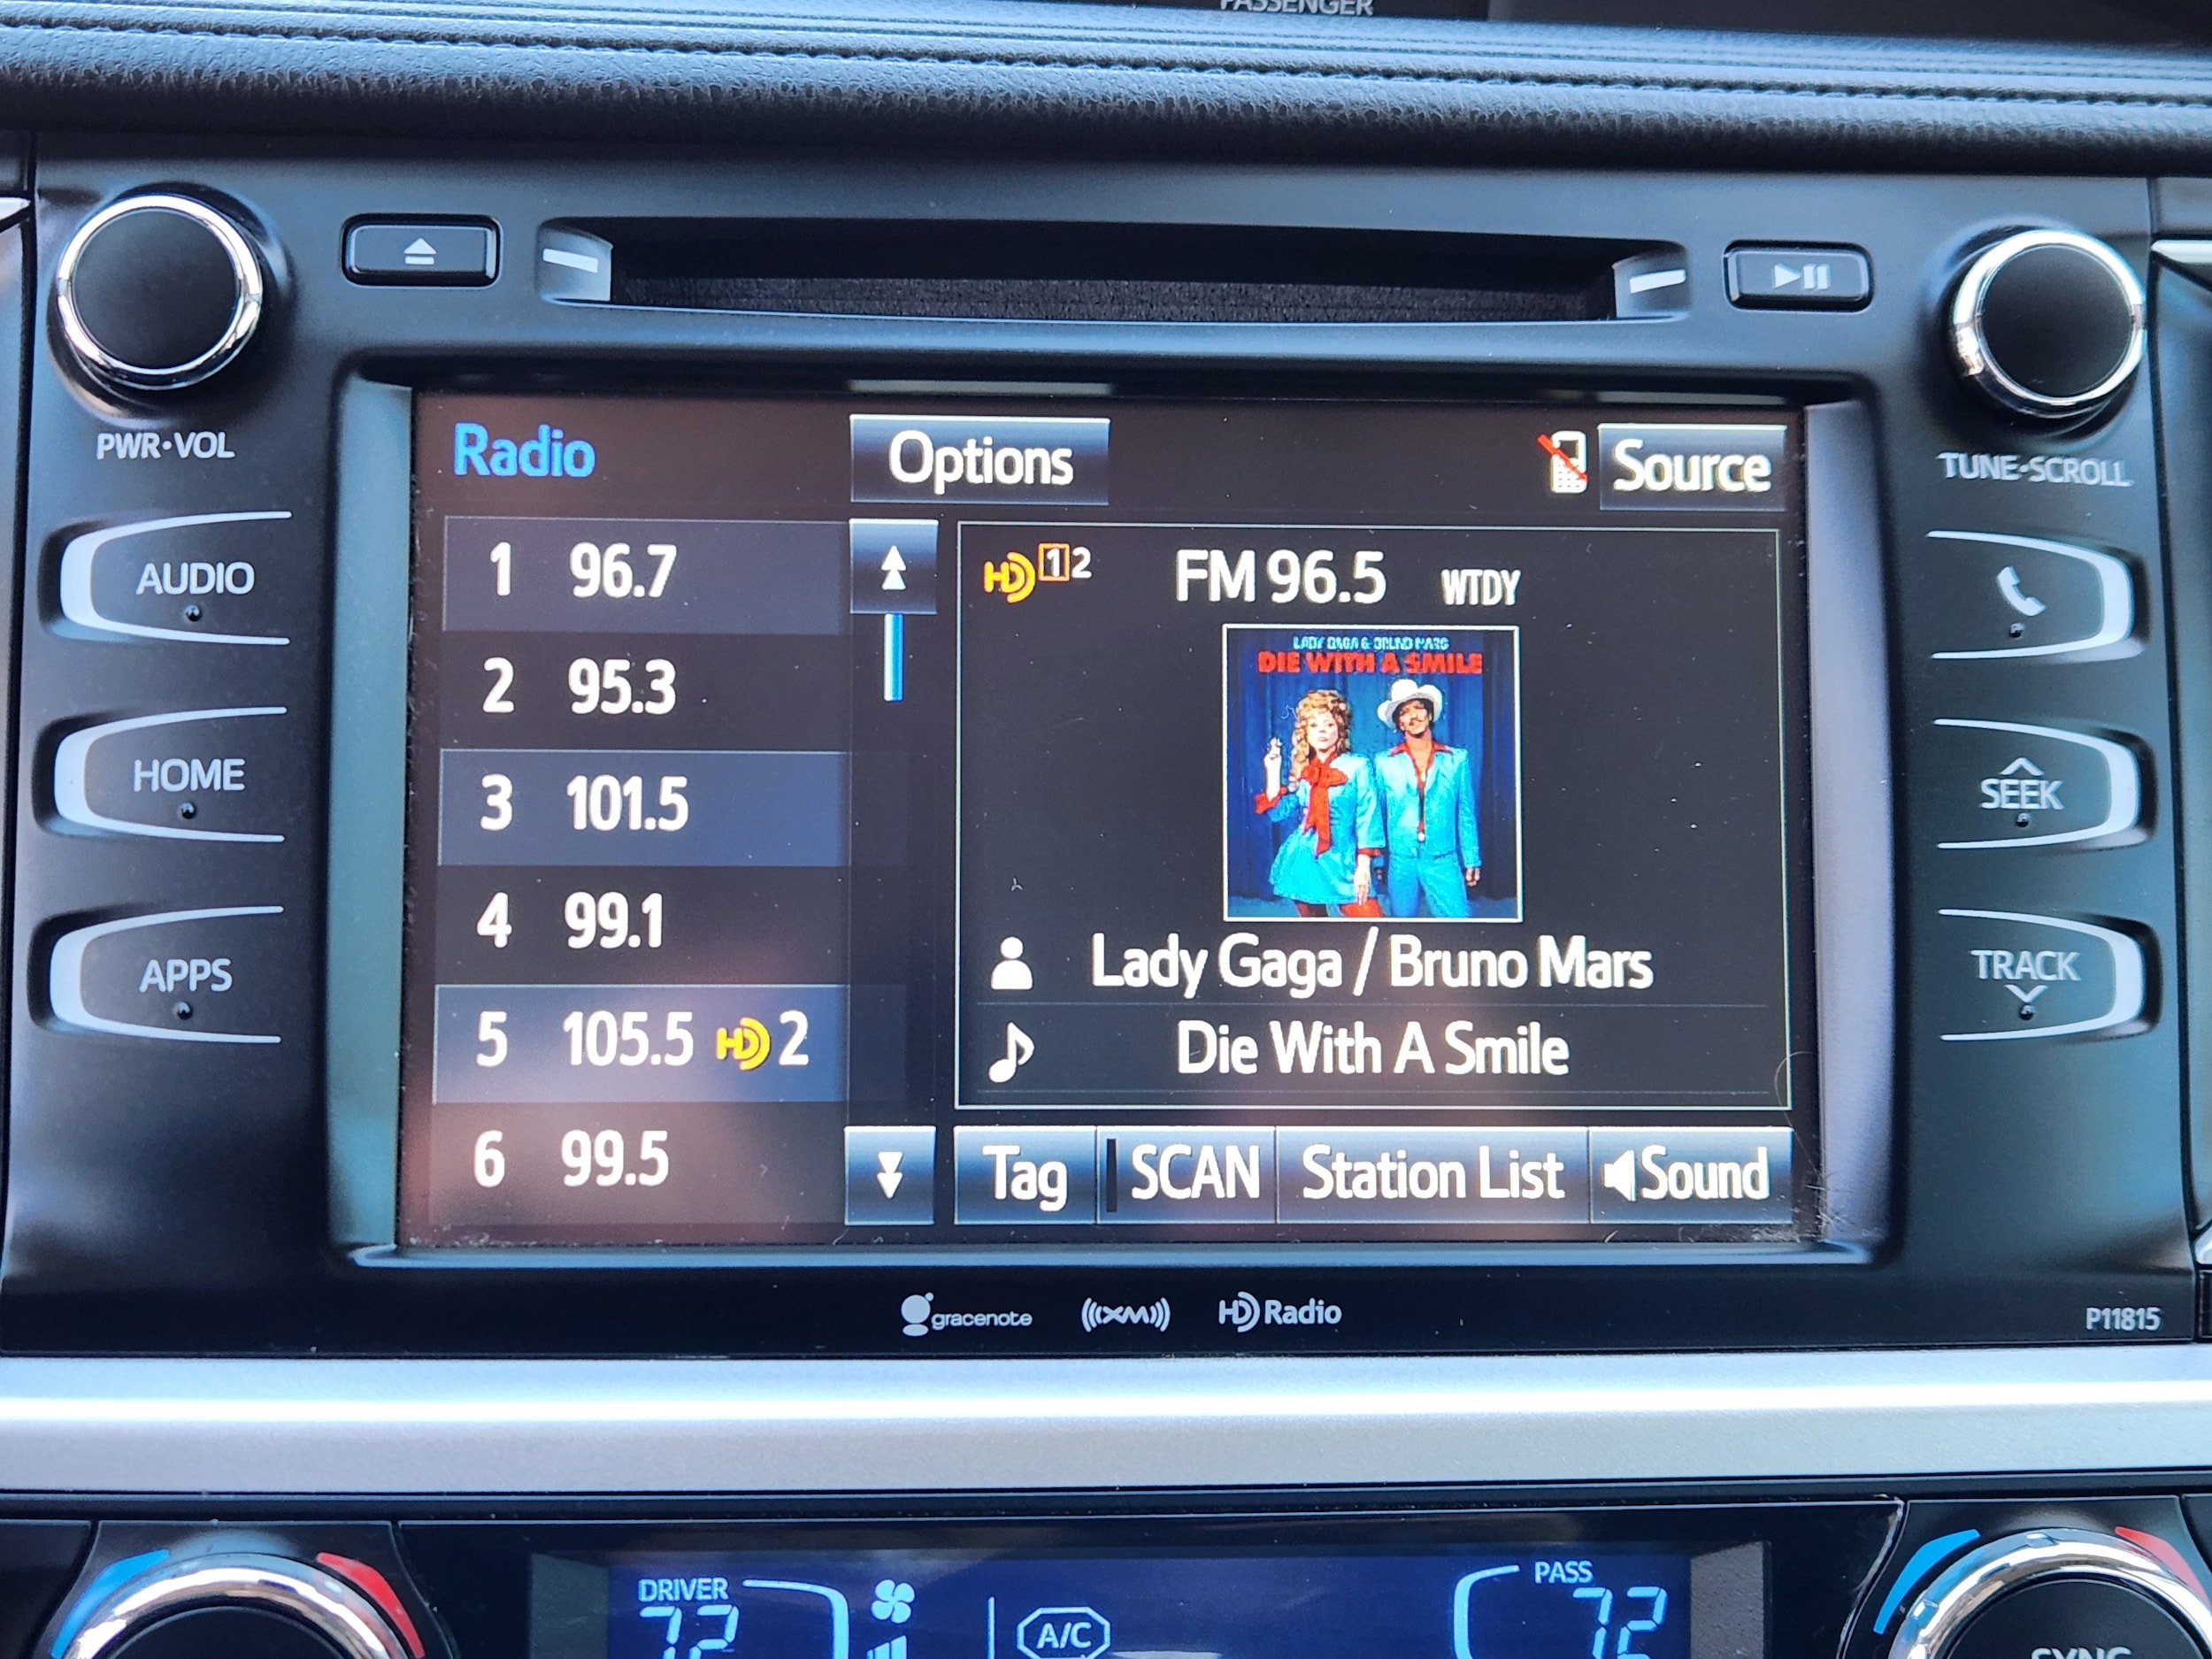 PASSENGER
PWR•VOL
TUNE•SCROLL
AUDIO
HOME
APPS
SEEK
TRACK
Radio
Options
Source
1 96.7
2 95.3
3 101.5
4 99.1
5 105.5 HD 2
6 99.5
HD 1 2 FM 96.5 WTDY
LADY GAGA & BRUNO MARS
DIE WITH A SMILE
Lady Gaga / Bruno Mars
Die With A Smile
Tag
SCAN
Station List
Sound
gracenote
((XM))
HD Radio
P11815
DRIVER
72
A/C
PASS
72
SYNC